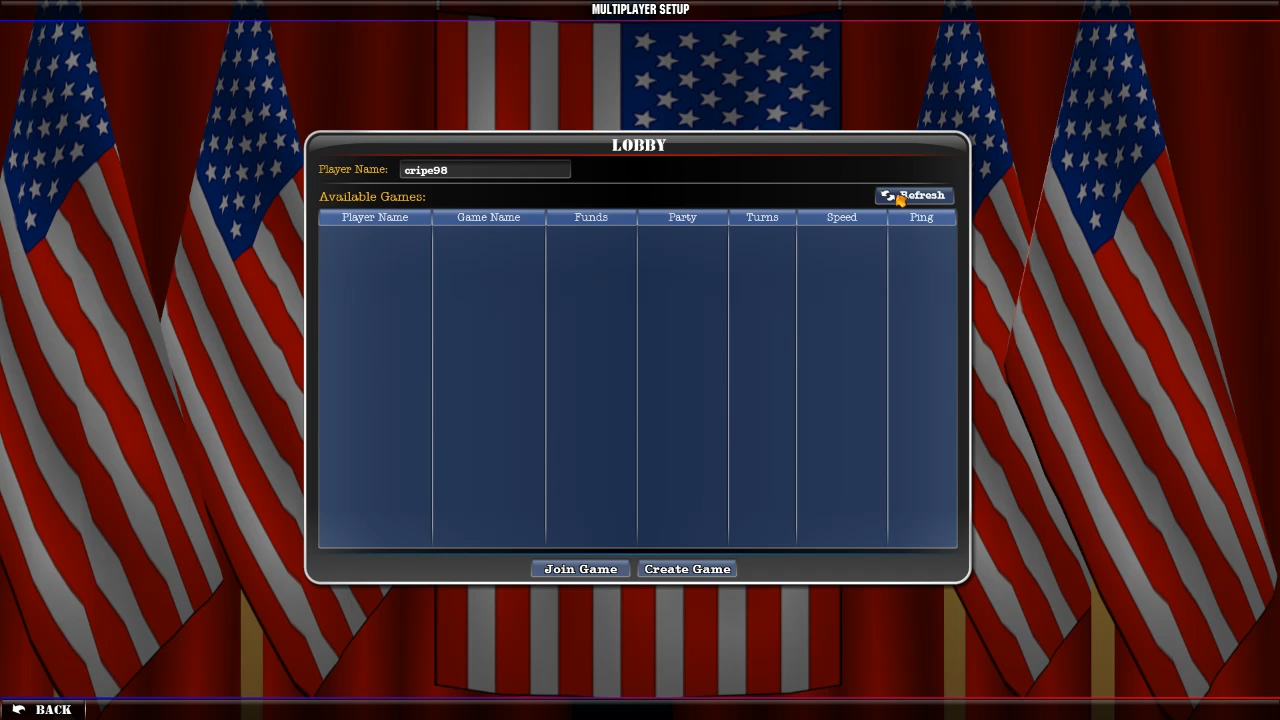 MULTIPLAYER SETUP
LOBBY
Player Name: cripe98
Available Games: Refresh
Player Name Game Name Funds Party Turns Speed Ping
Join Game Create Game
BACK